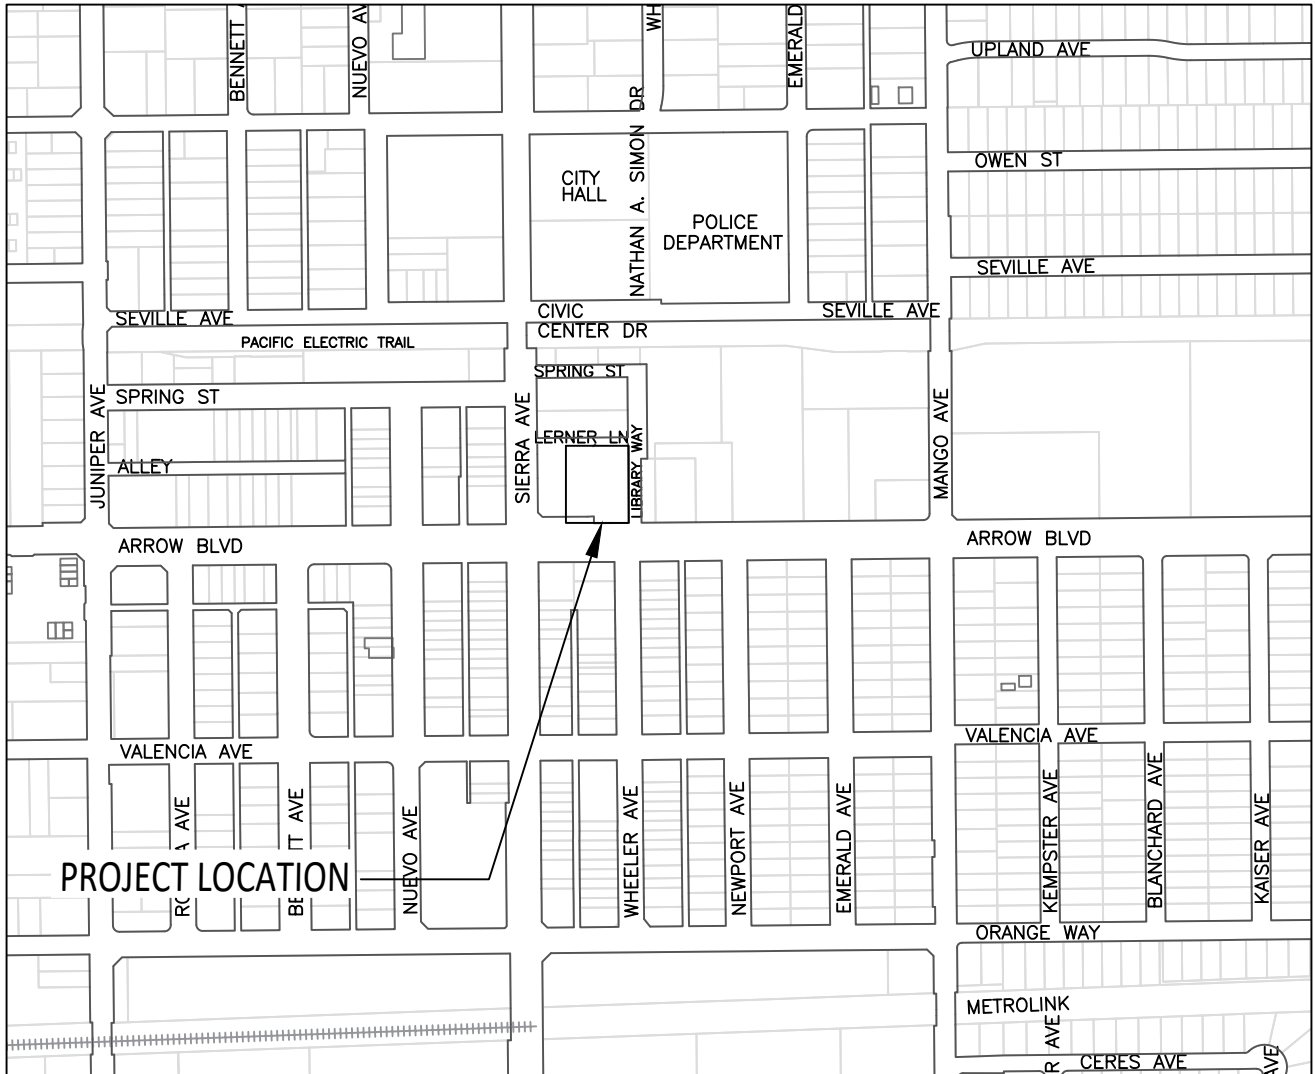 BENNETT
NUEVO AV
WH
EMERALD
UPLAND AVE
OWEN ST
CITY
HALL
NATHAN A. SIMON DR
POLICE
DEPARTMENT
SEVILLE AVE
SEVILLE AVE
CIVIC
CENTER DR
SEVILLE AVE
PACIFIC ELECTRIC TRAIL
SPRING ST
SPRING ST
JUNIPER AVE
SIERRA AVE
LERNER LN
LIBRARY WAY
MANGO AVE
ALLEY
ARROW BLVD
ARROW BLVD
VALENCIA AVE
VALENCIA AVE
PROJECT LOCATION
A AVE
TT AVE
NUEVO AVE
WHEELER AVE
NEWPORT AVE
EMERALD AVE
KEMPSTER AVE
BLANCHARD AVE
KAISER AVE
ORANGE WAY
METROLINK
R AVE
CERES AVE
AVE